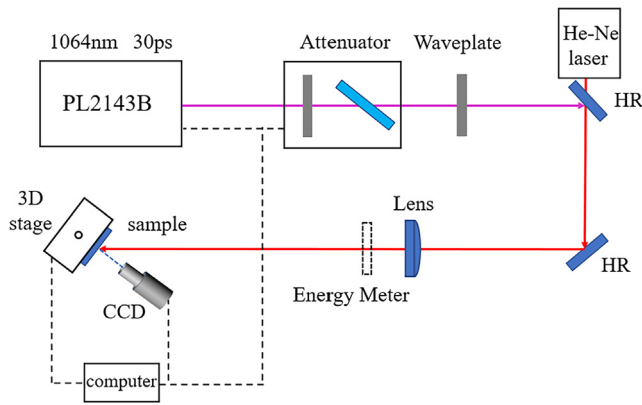 1064nm 30ps
PL2143B
Attenuator
Waveplate
He-Ne
laser
HR
3D
stage
sample
Lens
HR
Energy Meter
CCD
computer